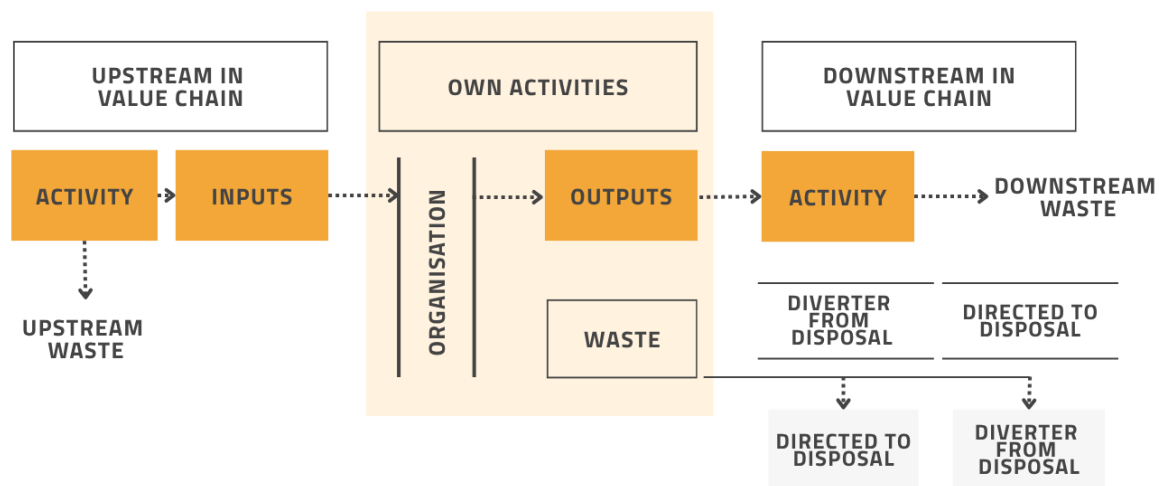 UPSTREAM IN
VALUE CHAIN
OWN ACTIVITIES
DOWNSTREAM IN
VALUE CHAIN
ACTIVITY
INPUTS
ORGANISATION
OUTPUTS
ACTIVITY
DOWNSTREAM
WASTE
UPSTREAM
WASTE
WASTE
DIVERTER
FROM
DISPOSAL
DIRECTED TO
DISPOSAL
DIRECTED TO
DISPOSAL
DIVERTER
FROM
DISPOSAL